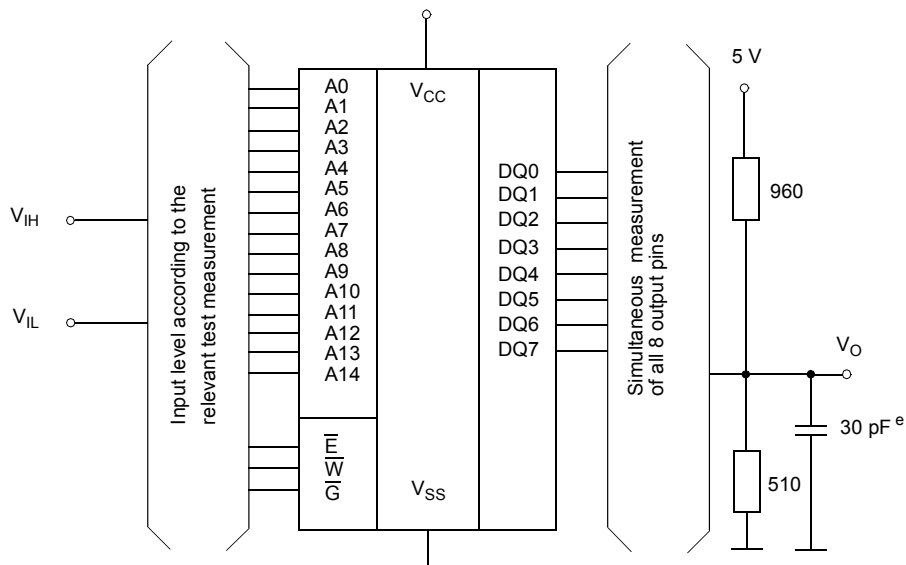 V_IH
V_IL
Input level according to the
relevant test measurement
A0
A1
A2
A3
A4
A5
A6
A7
A8
A9
A10
A11
A12
A13
A14
E̅
W̅
G̅
V_CC
V_SS
DQ0
DQ1
DQ2
DQ3
DQ4
DQ5
DQ6
DQ7
Simultaneous measurement
of all 8 output pins
5 V
960
V_O
30 pF ^e
510